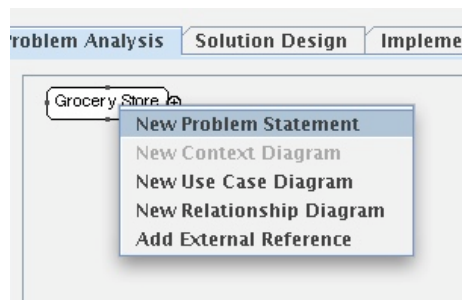 Problem Analysis Solution Design Impleme
Grocery Store
New Problem Statement
New Context Diagram
New Use Case Diagram
New Relationship Diagram
Add External Reference